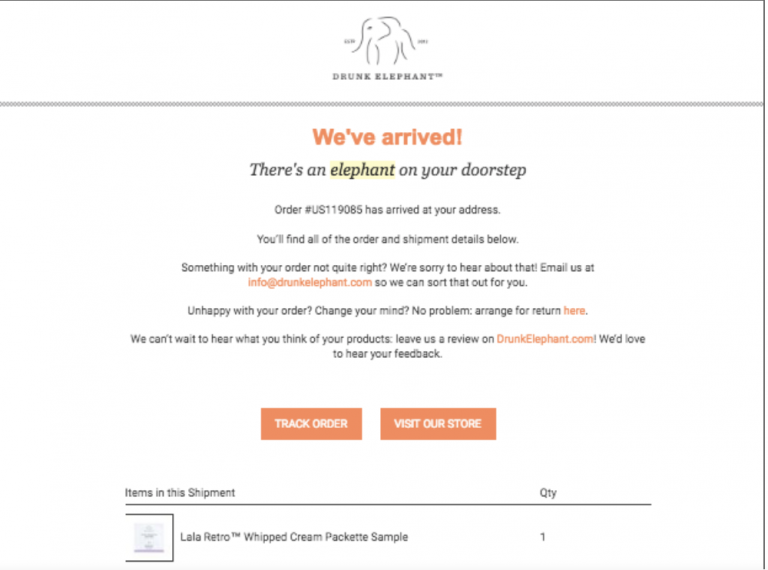 DRUNK ELEPHANT™
We've arrived!
There's an elephant on your doorstep
Order #US119085 has arrived at your address.
You'll find all of the order and shipment details below.
Something with your order not quite right? We're sorry to hear about that! Email us at
info@drunkelephant.com so we can sort that out for you.
Unhappy with your order? Change your mind? No problem: arrange for return here.
We can't wait to hear what you think of your products: leave us a review on DrunkElephant.com! We'd love
to hear your feedback.
TRACK ORDER VISIT OUR STORE
Items in this Shipment Qty
Lala Retro™ Whipped Cream Packette Sample 1